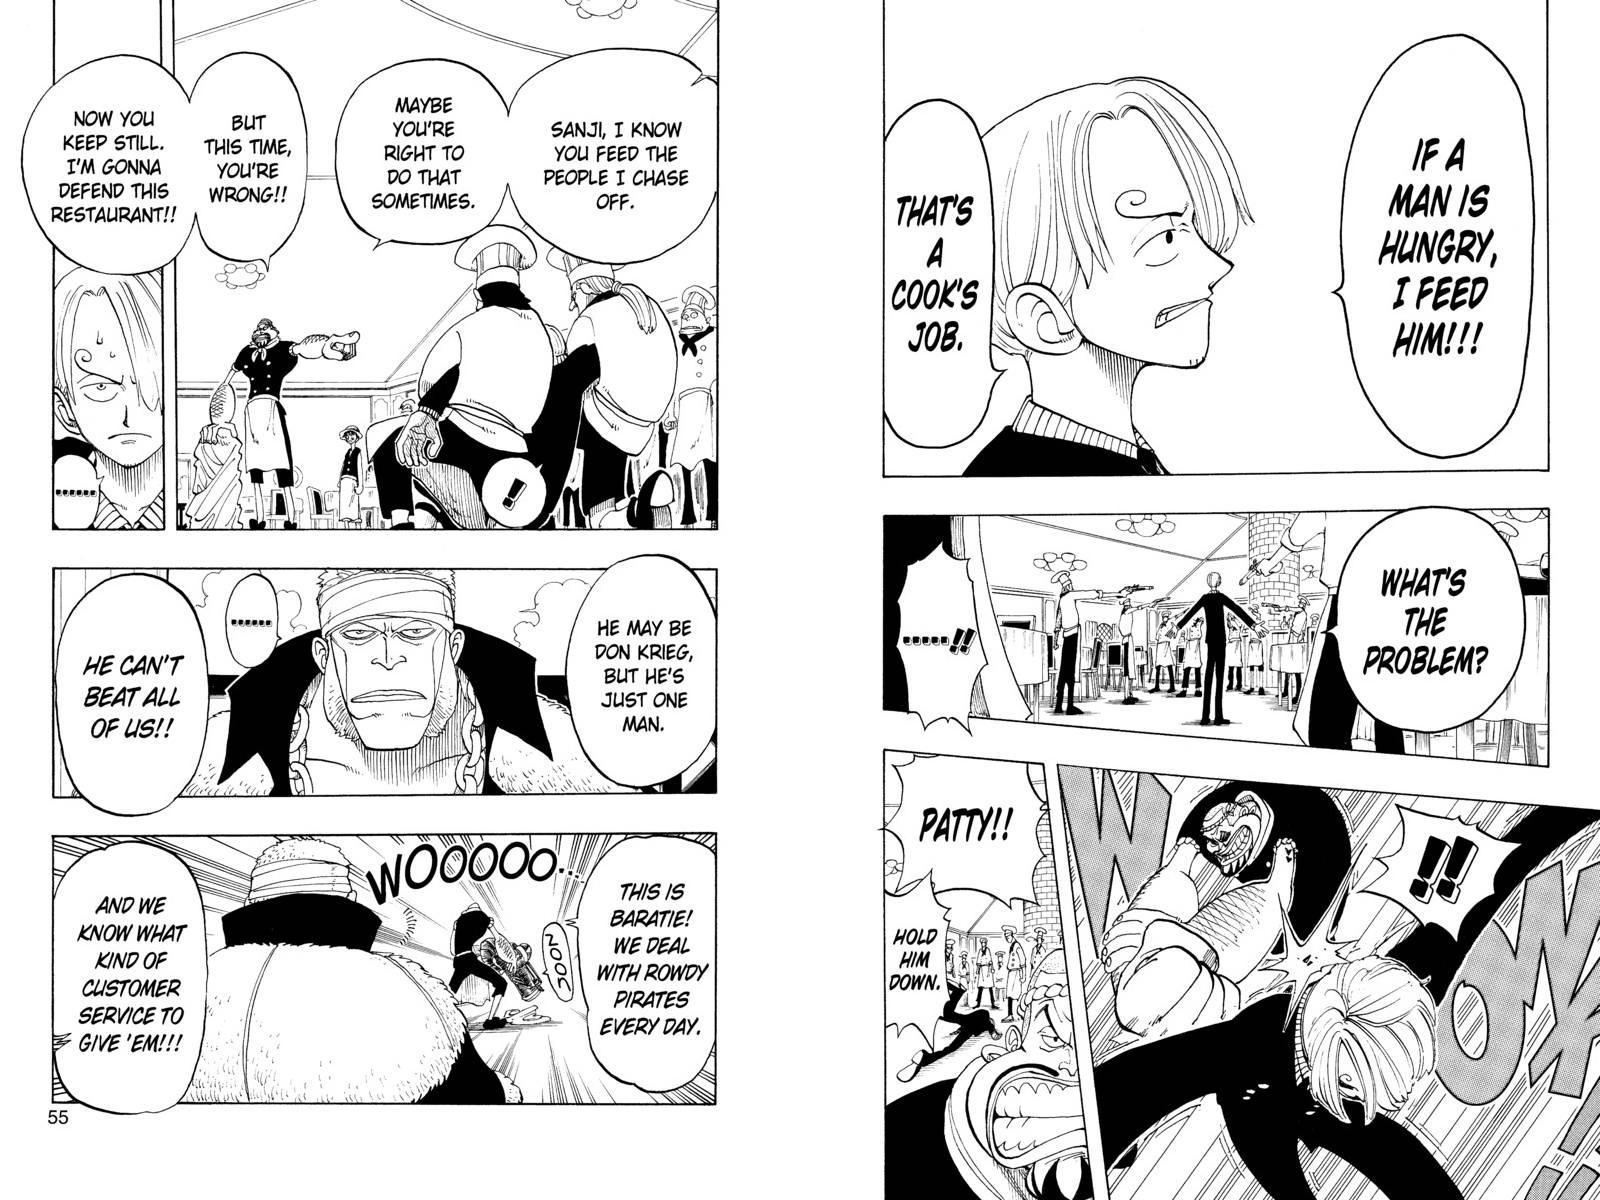 IF A
MAN IS
HUNGRY,
I FEED
HIM!!!
THAT'S
A
COOK'S
JOB.
WHAT'S
THE
PROBLEM?
......!!
!!
WOMK
PATTY!!
HOLD
HIM
DOWN.
SANJI, I KNOW
YOU FEED THE
PEOPLE I CHASE
OFF.
MAYBE
YOU'RE
RIGHT TO
DO THAT
SOMETIMES.
BUT
THIS TIME,
YOU'RE
WRONG!!
NOW YOU
KEEP STILL.
I'M GONNA
DEFEND THIS
RESTAURANT!!
!!
......
HE MAY BE
DON KRIEG,
BUT HE'S
JUST ONE
MAN.
......
HE CAN'T
BEAT ALL
OF US!!
THIS IS
BARATIE!
WE DEAL
WITH ROWDY
PIRATES
EVERY DAY.
WOOOOO...
AND WE
KNOW WHAT
KIND OF
CUSTOMER
SERVICE TO
GIVE 'EM!!!
55